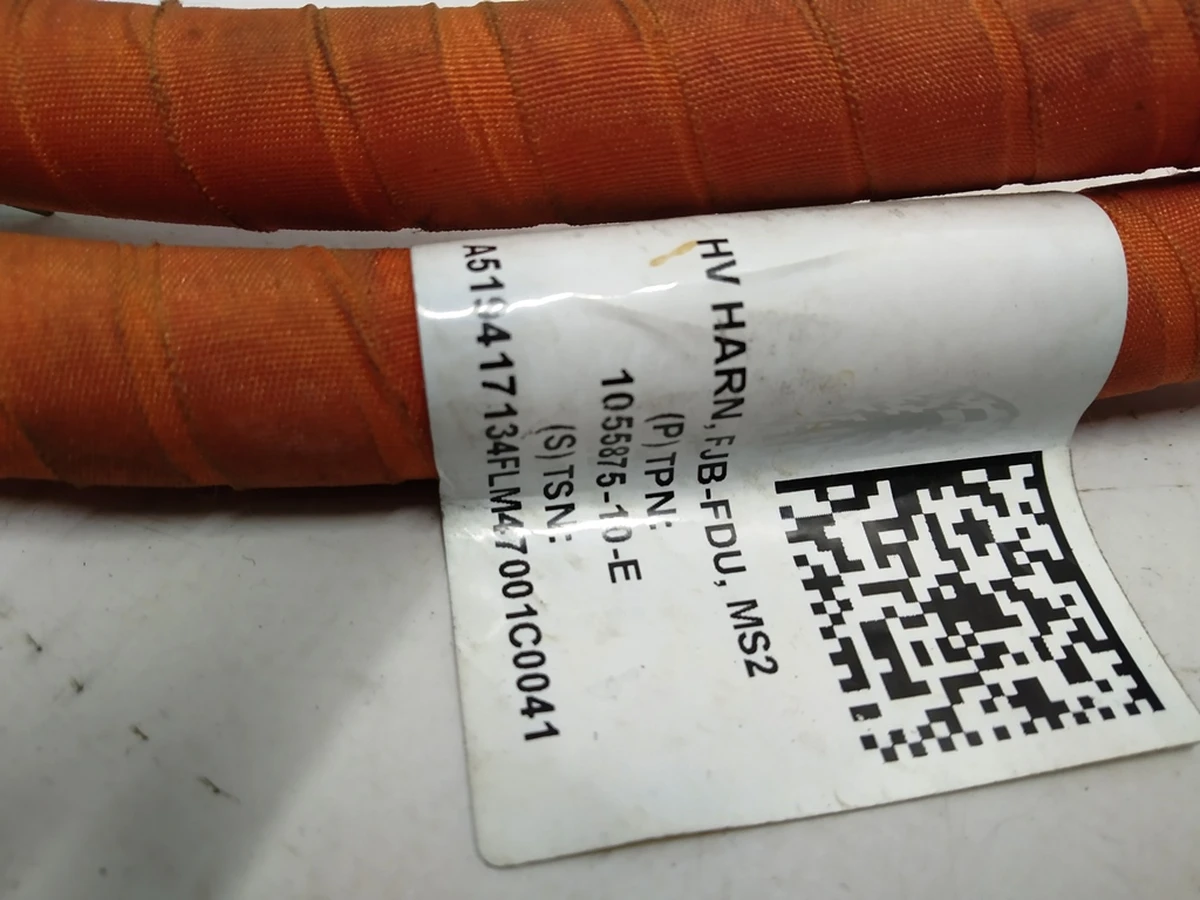 HV HARN, FJB-FDU, MS2
(P)TPN:
1055875-10-E
(S)TSN:
A519417134FLM47001C0041